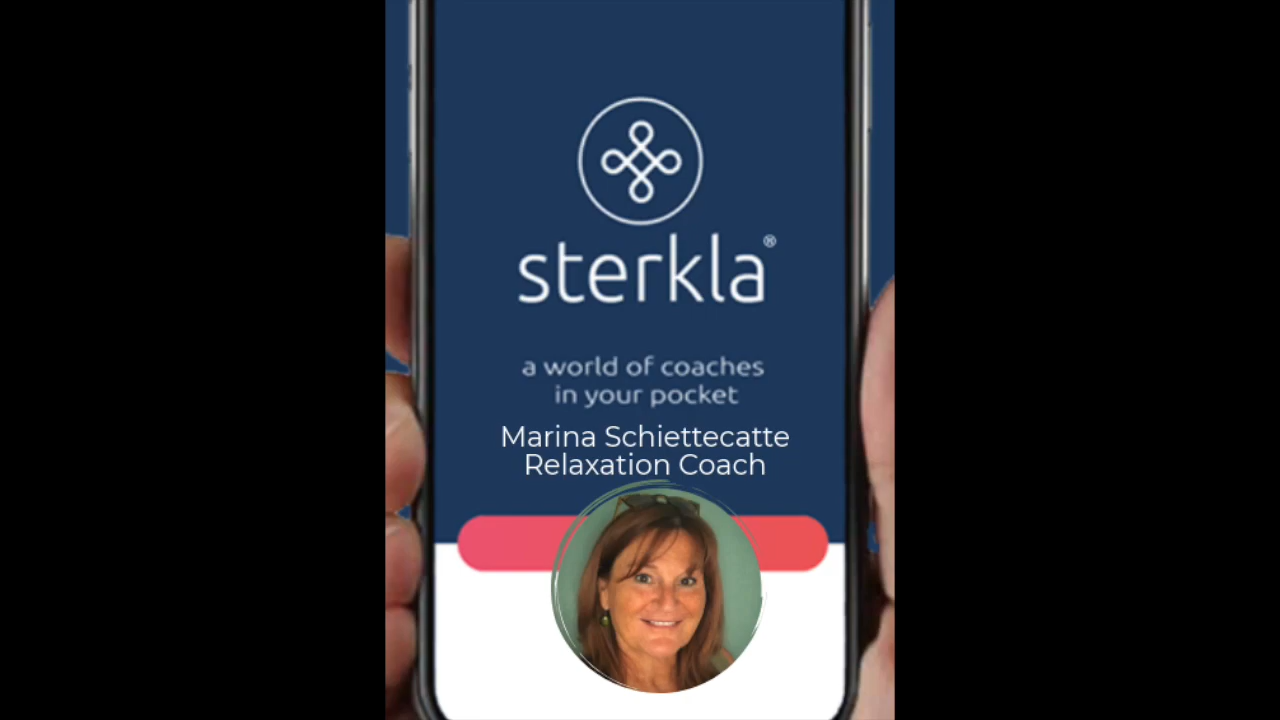 sterkla®
a world of coaches
in your pocket
Marina Schiettecatte
Relaxation Coach